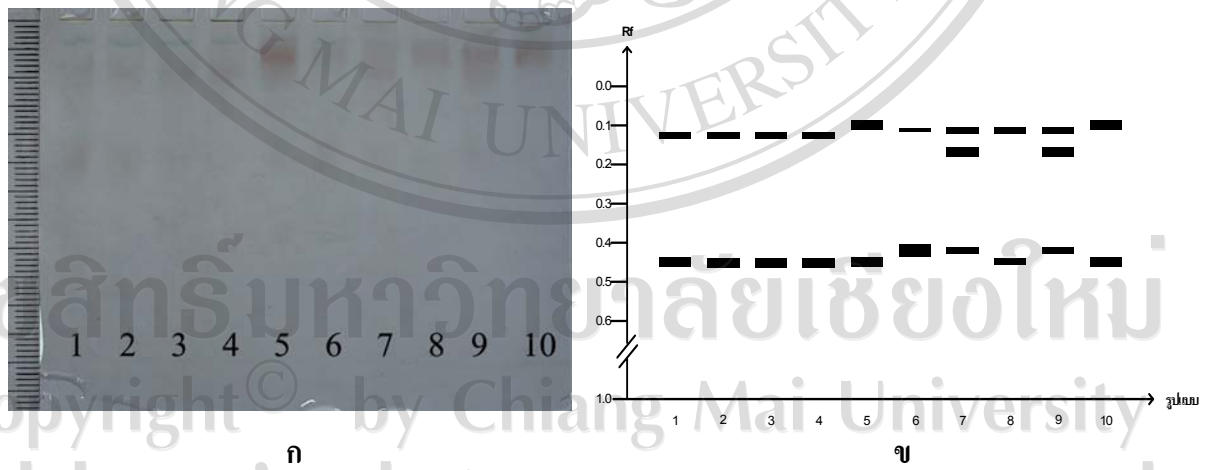 1 2 3 4 5 6 7 8 9 10
ก
Rf
0.0
0.1
0.2
0.3
0.4
0.5
0.6
1.0
1 2 3 4 5 6 7 8 9 10
รูปแบบ
ข
MAI UNIVERSIT
สิทธิ์มหาวิทยาลัยเชียงใหม่
pyright © by Chiang Mai University